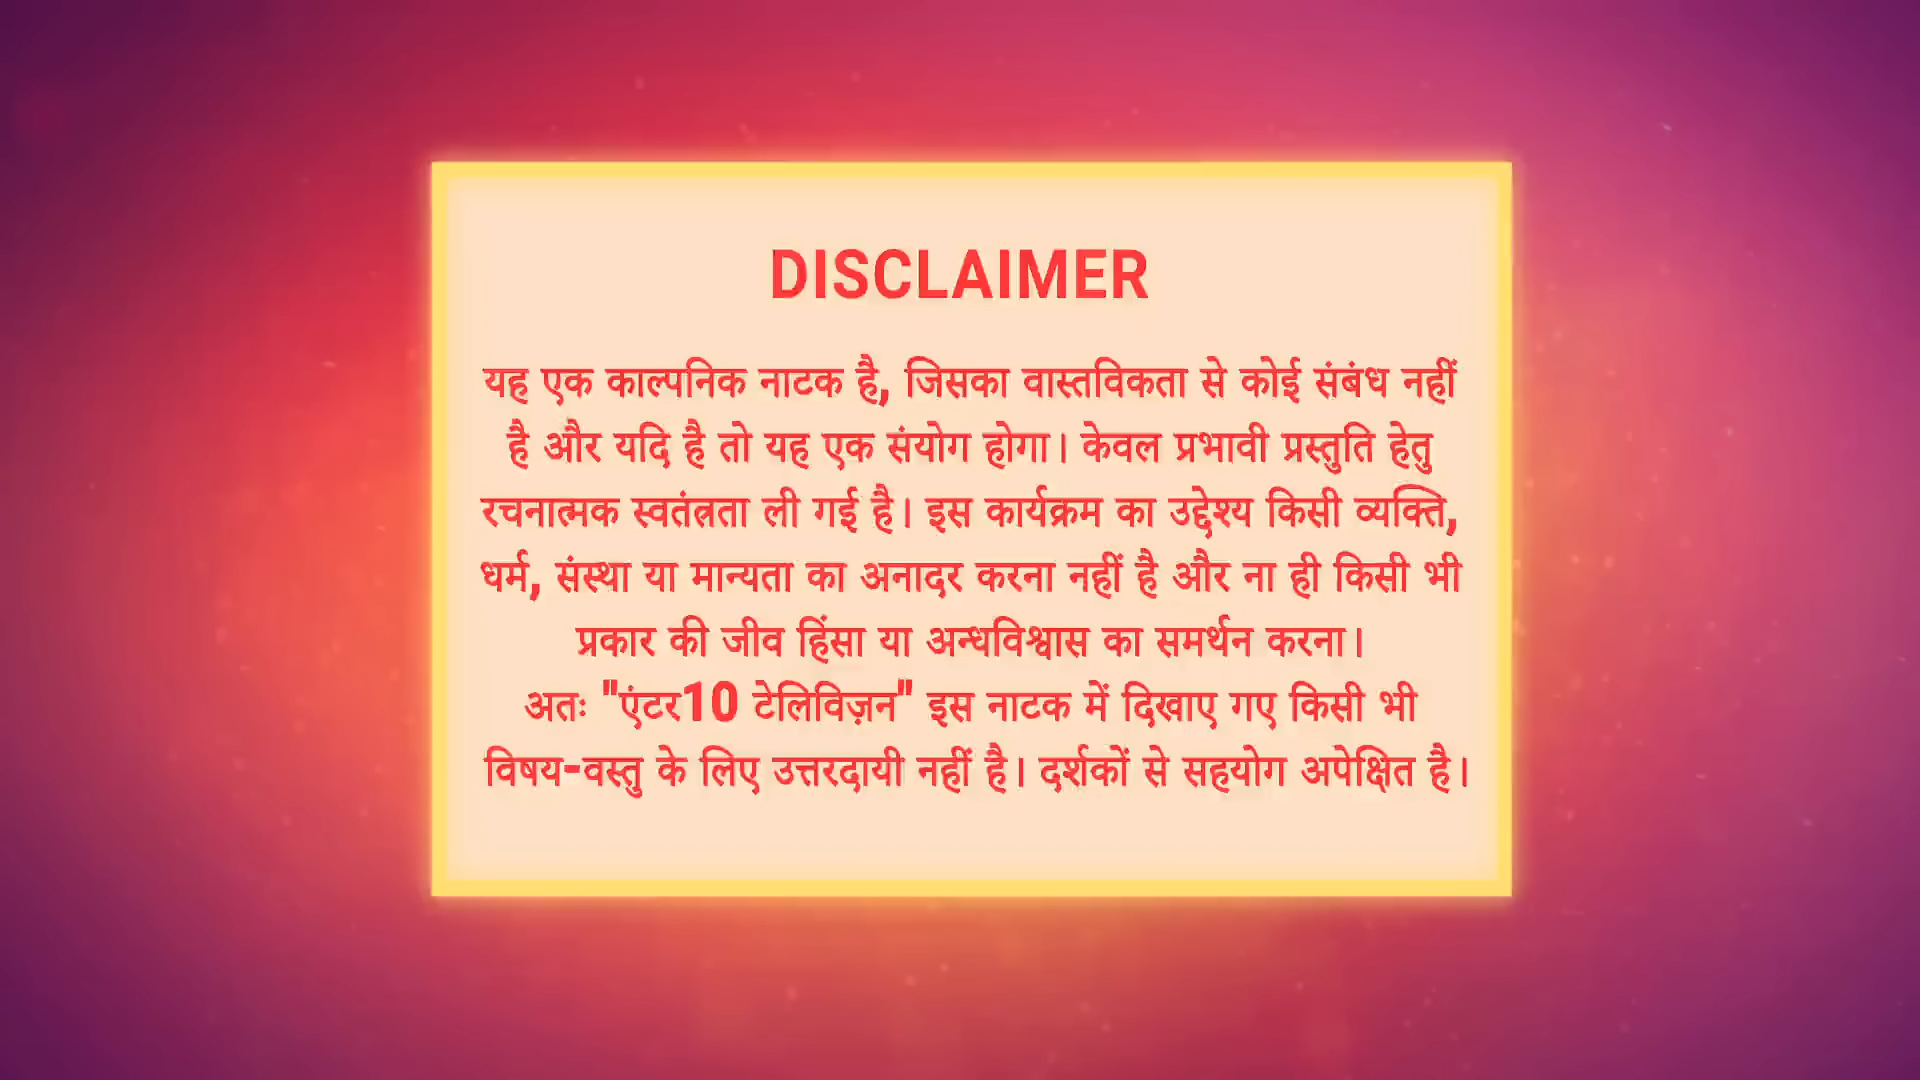 DISCLAIMER
यह एक काल्पनिक नाटक है, जिसका वास्तविकता से कोई संबंध नहीं
है और यदि है तो यह एक संयोग होगा। केवल प्रभावी प्रस्तुति हेतु
रचनात्मक स्वतंत्रता ली गई है। इस कार्यक्रम का उद्देश्य किसी व्यक्ति,
धर्म, संस्था या मान्यता का अनादर करना नहीं है और ना ही किसी भी
प्रकार की जीव हिंसा या अन्धविश्वास का समर्थन करना।
अतः "एंटर10 टेलिविज़न" इस नाटक में दिखाए गए किसी भी
विषय-वस्तु के लिए उत्तरदायी नहीं है। दर्शकों से सहयोग अपेक्षित है।